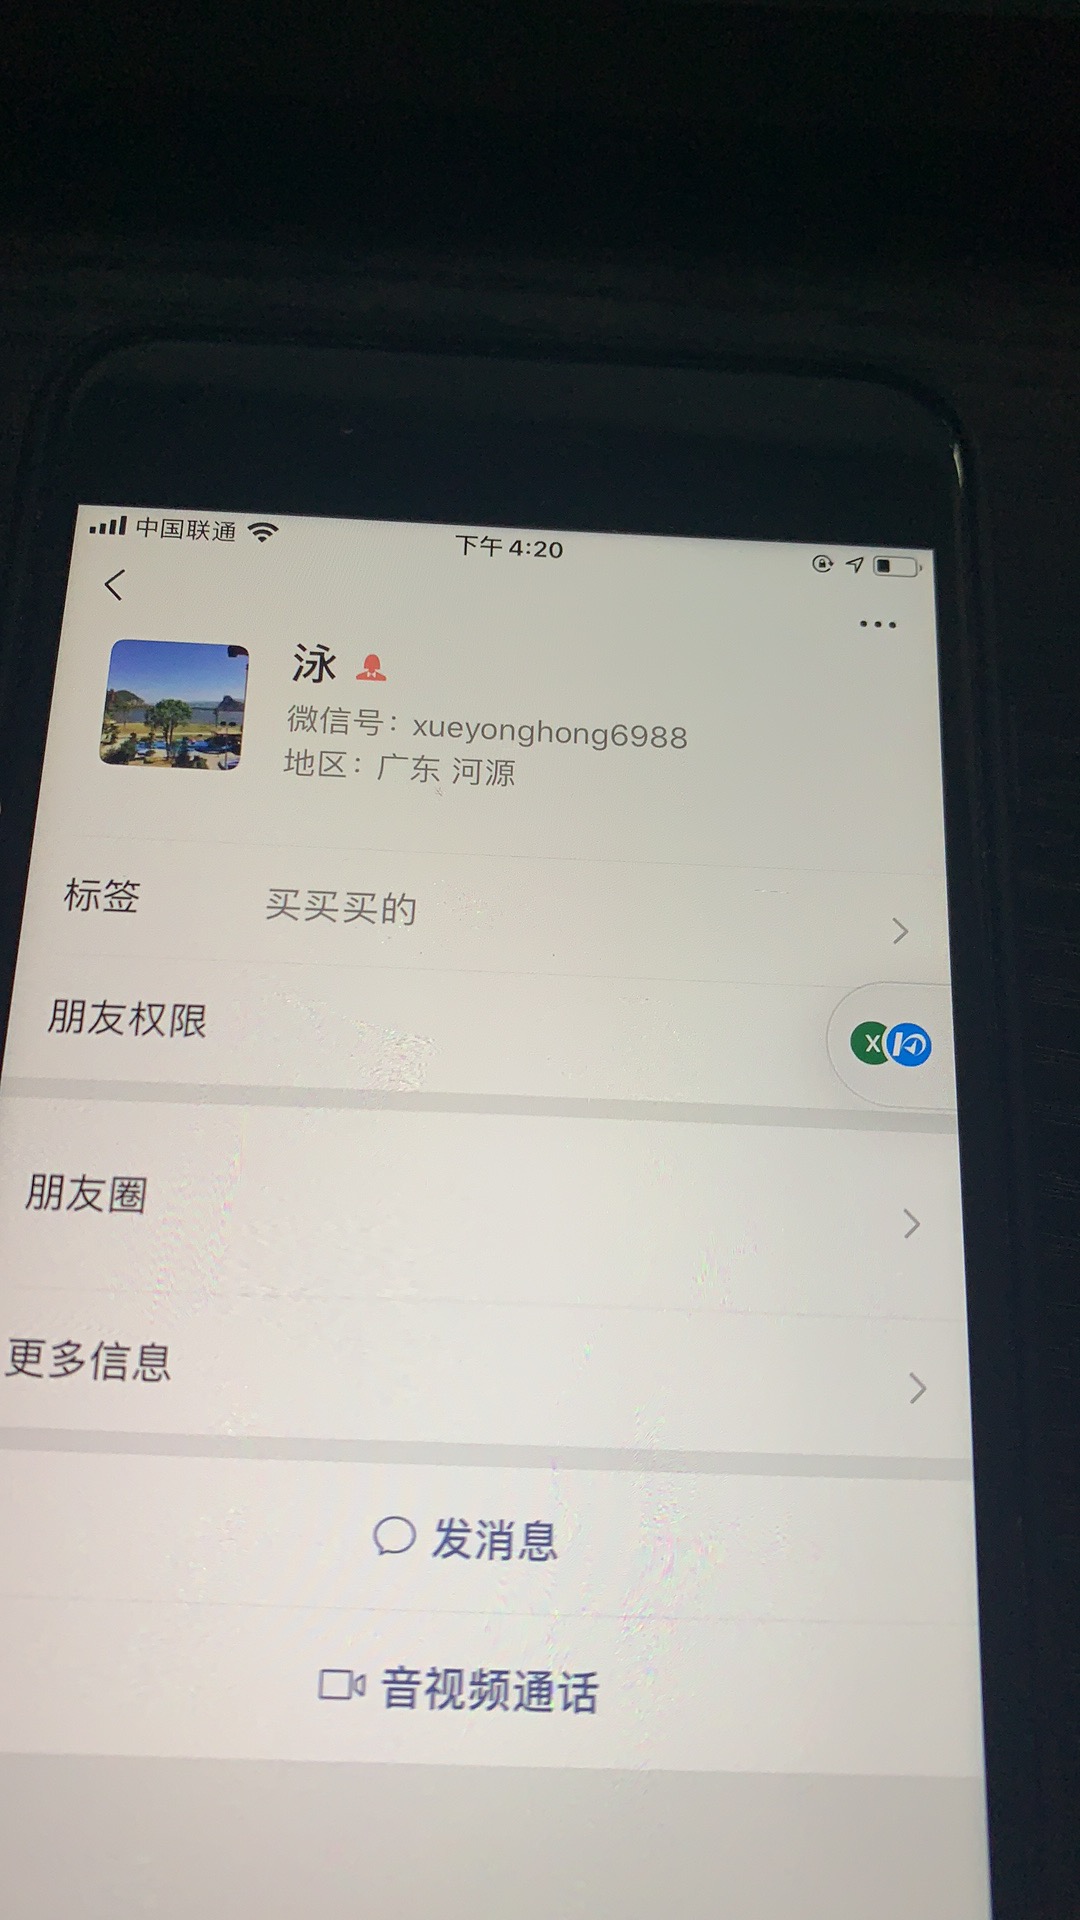 中国联通
下午 4:20
泳
微信号：xueyonghong6988
地区：广东 河源
标签 买买买的
朋友权限
X
朋友圈
更多信息
发消息
音视频通话